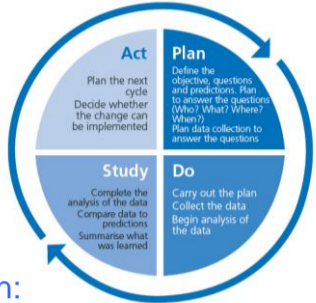 Act
Plan the next
cycle
Decide whether
the change can
be implemented
Plan
Define the
objective, questions
and predictions. Plan
to answer the questions
(Who? What? Where?
When?)
Plan data collection to
answer the questions
Study
Complete the
analysis of the data
Compare data to
predictions
Summarise what
was learned
Do
Carry out the plan
Collect the data
Begin analysis of
the data